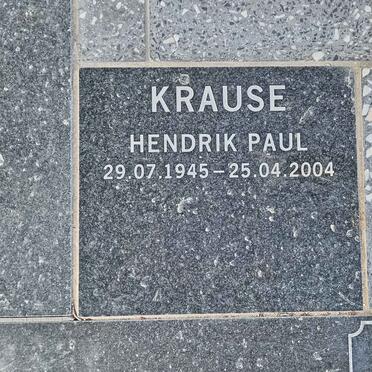 KRAUSE
HENDRIK PAUL
29.07.1945 – 25.04.2004